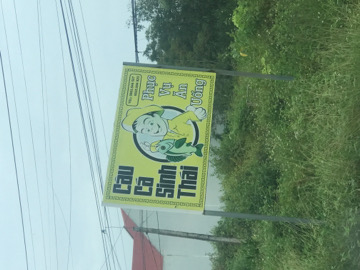 Câu
Cá
Sinh
Thái
Phục
Vụ
Ăn
Uống